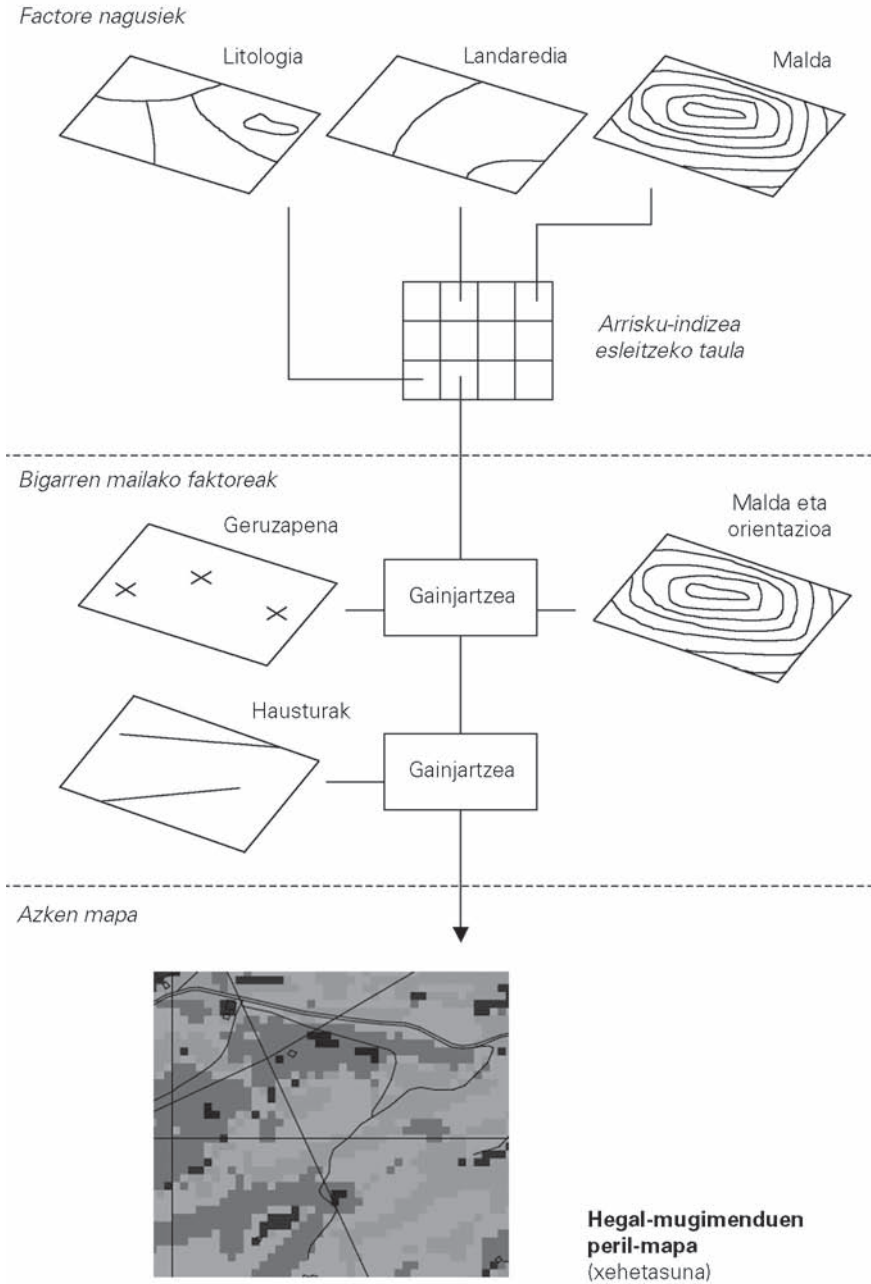 Factore nagusiek
Litologia
Landaredia
Malda
Arrisku-indizea
esleitzeko taula
Bigarren mailako faktoreak
Geruzapena
Gainjartzea
Malda eta
orientazioa
Hausturak
Gainjartzea
Azken mapa
Hegal-mugimenduen
peril-mapa
(xehetasuna)